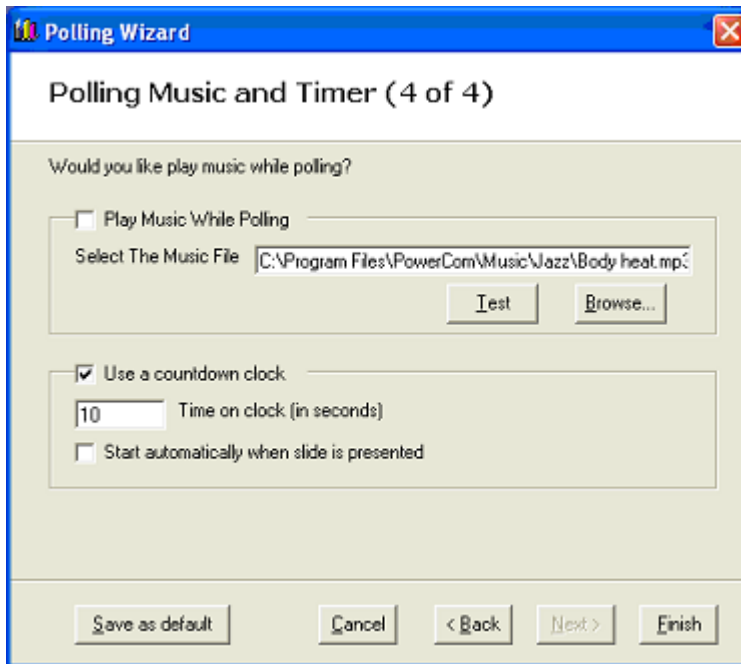 Polling Wizard
Polling Music and Timer (4 of 4)
Would you like play music while polling?
Play Music While Polling
Select The Music File C:\Program Files\PowerCom\Music\Jazz\Body heat.mp3
Test Browse...
Use a countdown clock
10 Time on clock (in seconds)
Start automatically when slide is presented
Save as default Cancel < Back Next > Finish